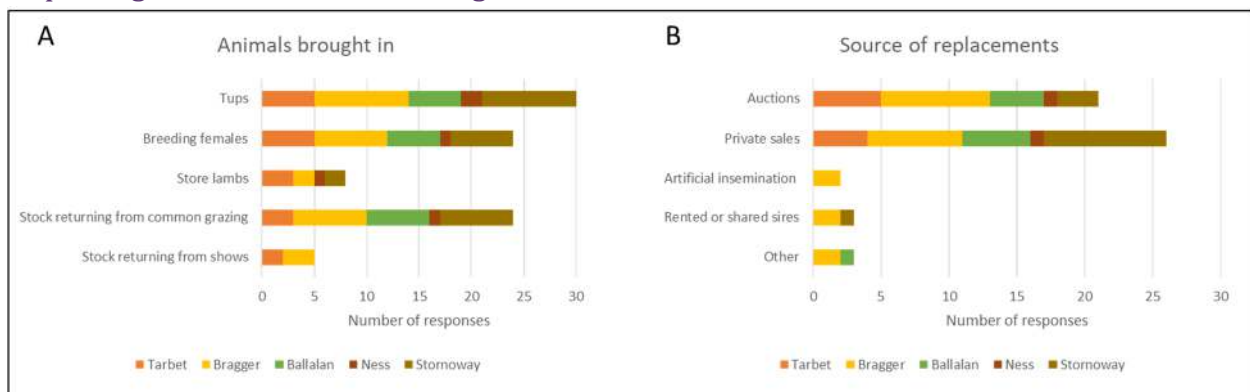 A
Animals brought in
Tups
Breeding females
Store lambs
Stock returning from common grazing
Stock returning from shows
0 5 10 15 20 25 30
Number of responses
Tarbet Bragger Ballalan Ness Stornoway
B
Source of replacements
Auctions
Private sales
Artificial insemination
Rented or shared sires
Other
0 5 10 15 20 25 30
Number of responses
Tarbet Bragger Ballalan Ness Stornoway